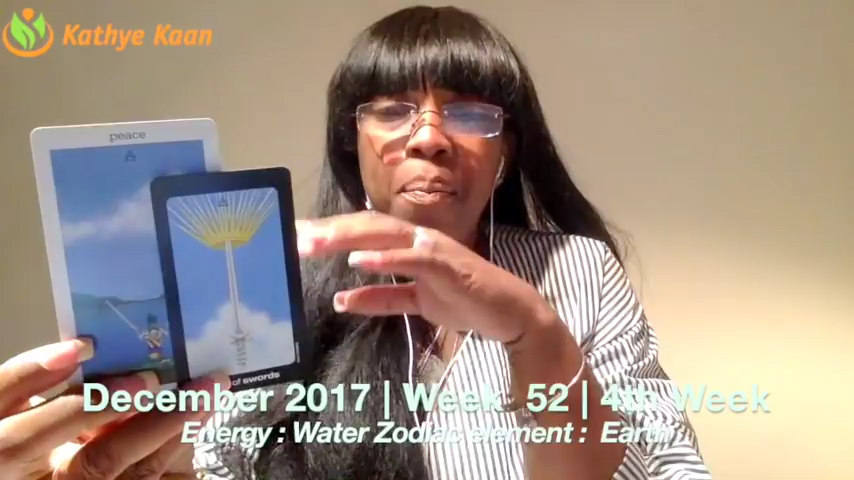 Kathye Kaan
peace
of swords
December 2017 | Week 52 | 4th Week
Energy : Water Zodiac element : Earth